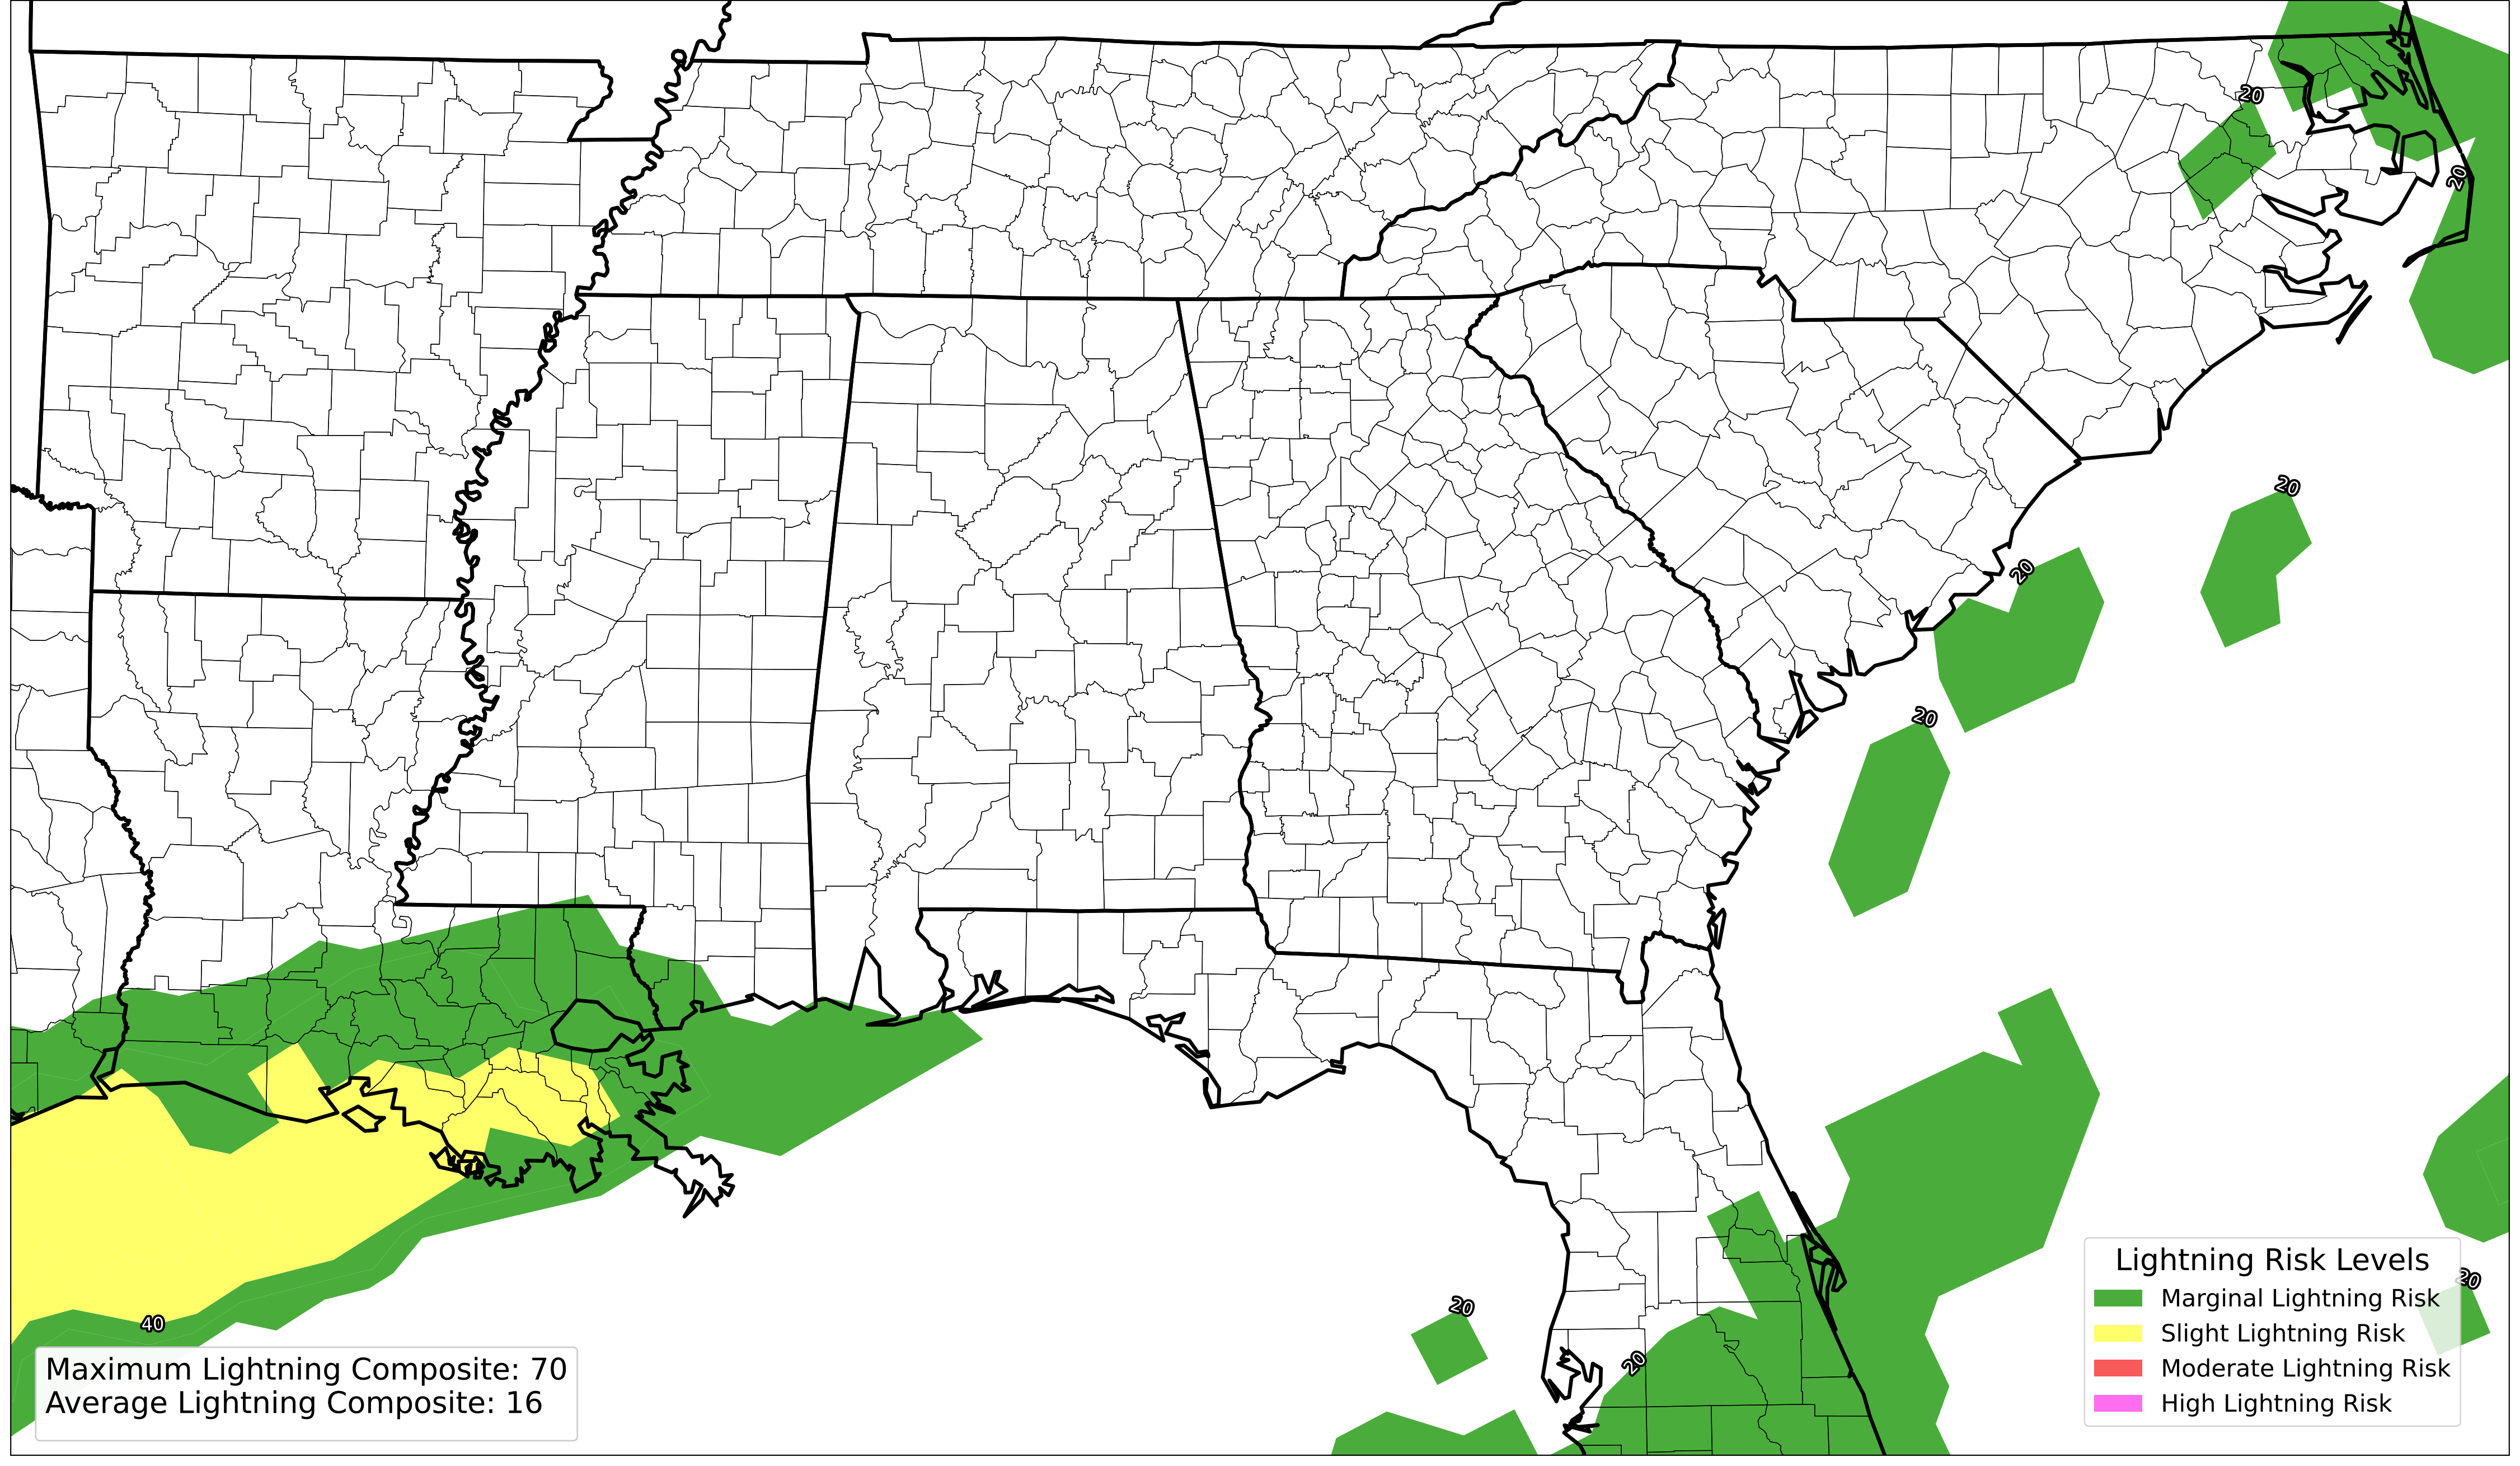 20
20
20
20
20
20
20
20
40
Maximum Lightning Composite: 70
Average Lightning Composite: 16
Lightning Risk Levels
Marginal Lightning Risk
Slight Lightning Risk
Moderate Lightning Risk
High Lightning Risk